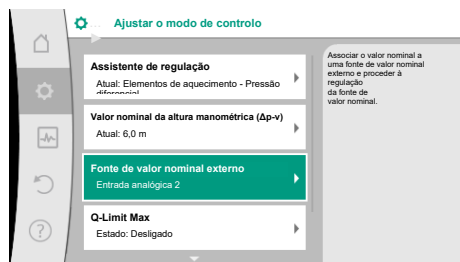 Ajustar o modo de controlo
Assistente de regulação
Atual: Elementos de aquecimento - Pressão
diferencial
Valor nominal da altura manométrica (Δp-v)
Atual: 6,0 m
Fonte de valor nominal externo
Entrada analógica 2
Q-Limit Max
Estado: Desligado
Associar o valor nominal a
uma fonte de valor nominal
externo e proceder à
regulação
da fonte de
valor nominal.